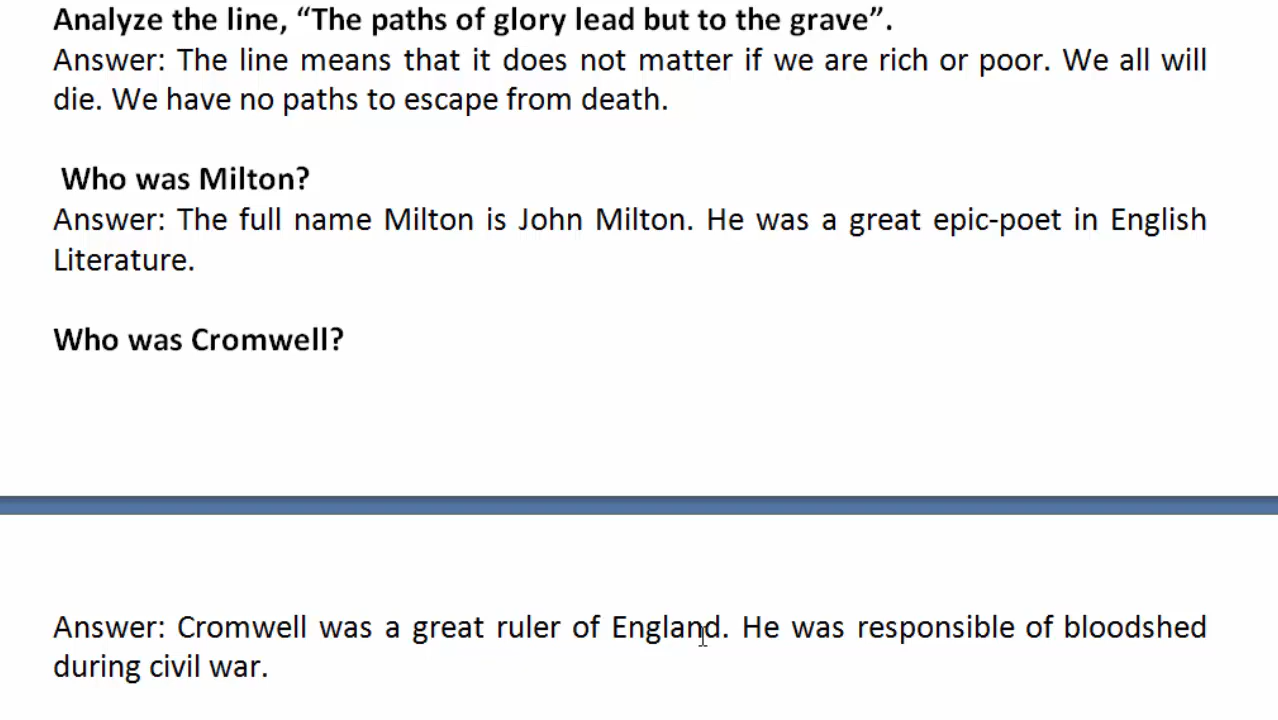 Analyze the line, “The paths of glory lead but to the grave”.
Answer: The line means that it does not matter if we are rich or poor. We all will
die. We have no paths to escape from death.
Who was Milton?
Answer: The full name Milton is John Milton. He was a great epic-poet in English
Literature.
Who was Cromwell?
Answer: Cromwell was a great ruler of England. He was responsible of bloodshed
during civil war.